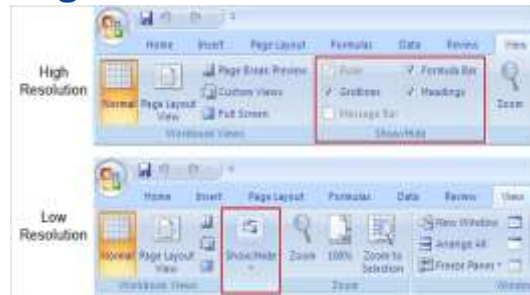 High
Resolution
Home Insert Page Layout Formulas Data Review View
Normal Page Layout View
Page Break Preview
Custom Views
Full Screen
Workbook Views
Ruler
Gridlines
Message Bar
Formula Bar
Headings
Show/Hide
Zoom
Low
Resolution
Home Insert Page Layout Formulas Data Review View
Normal Page Layout View
Workbook Views
Show/Hide
Zoom 100% Zoom to Selection
Zoom
New Window
Arrange All
Freeze Panes